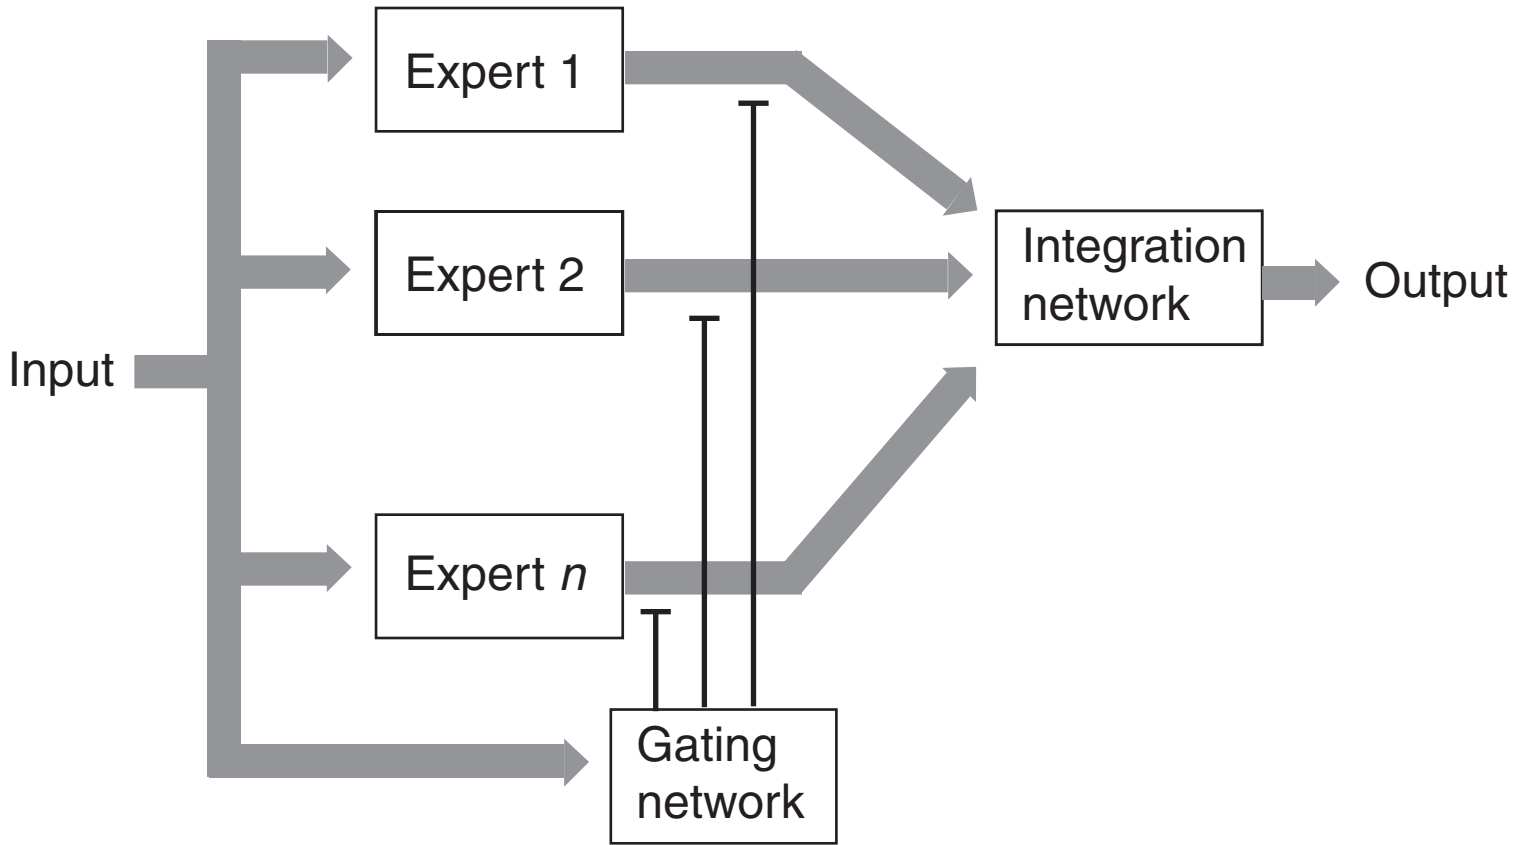 Expert 1
Expert 2
Integration
network
Output
Input
Expert n
Gating
network